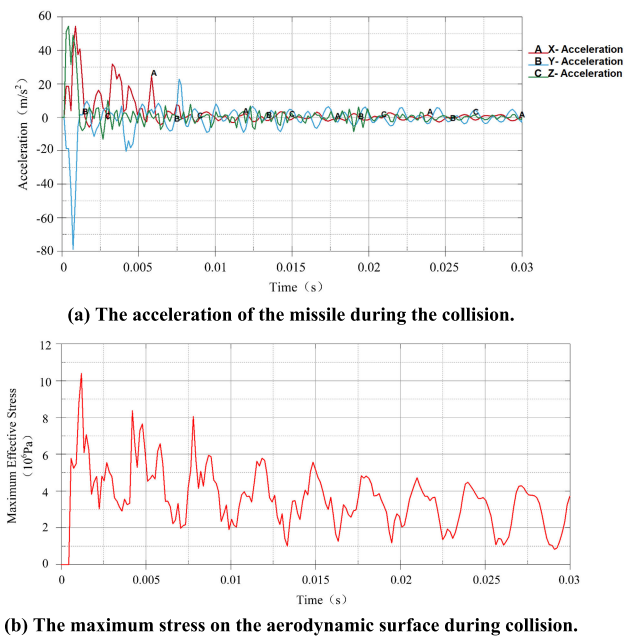 60
40
20
0
-20
-40
-60
-80
Acceleration（m/s²）
A X- Acceleration
B Y- Acceleration
C Z- Acceleration
A
B C B C A B C A B C A B C A
0 0.005 0.01 0.015 0.02 0.025 0.03
Time（s）
(a) The acceleration of the missile during the collision.
12
10
8
6
4
2
0
Maximum Effective Stress
（10⁶Pa）
0 0.005 0.01 0.015 0.02 0.025 0.03
Time（s）
(b) The maximum stress on the aerodynamic surface during collision.